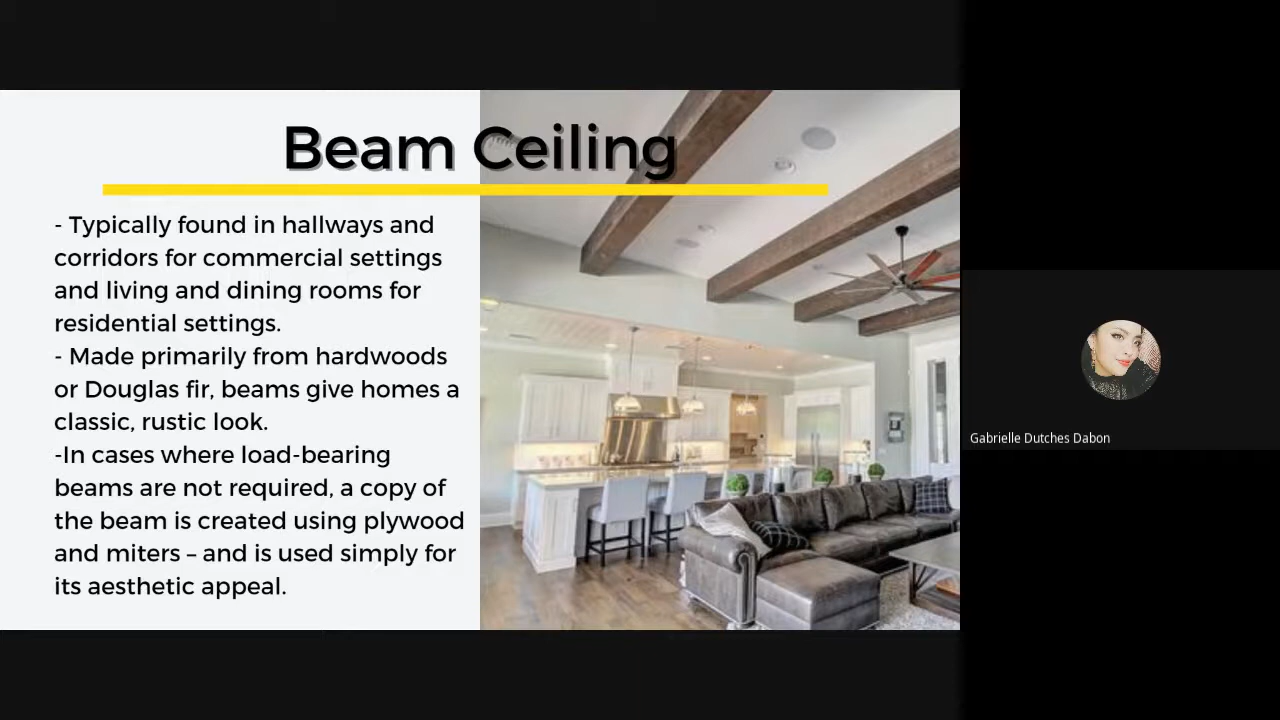 Beam Ceiling
- Typically found in hallways and
corridors for commercial settings
and living and dining rooms for
residential settings.
- Made primarily from hardwoods
or Douglas fir, beams give homes a
classic, rustic look.
-In cases where load-bearing
beams are not required, a copy of
the beam is created using plywood
and miters – and is used simply for
its aesthetic appeal.
Gabrielle Dutches Dabon